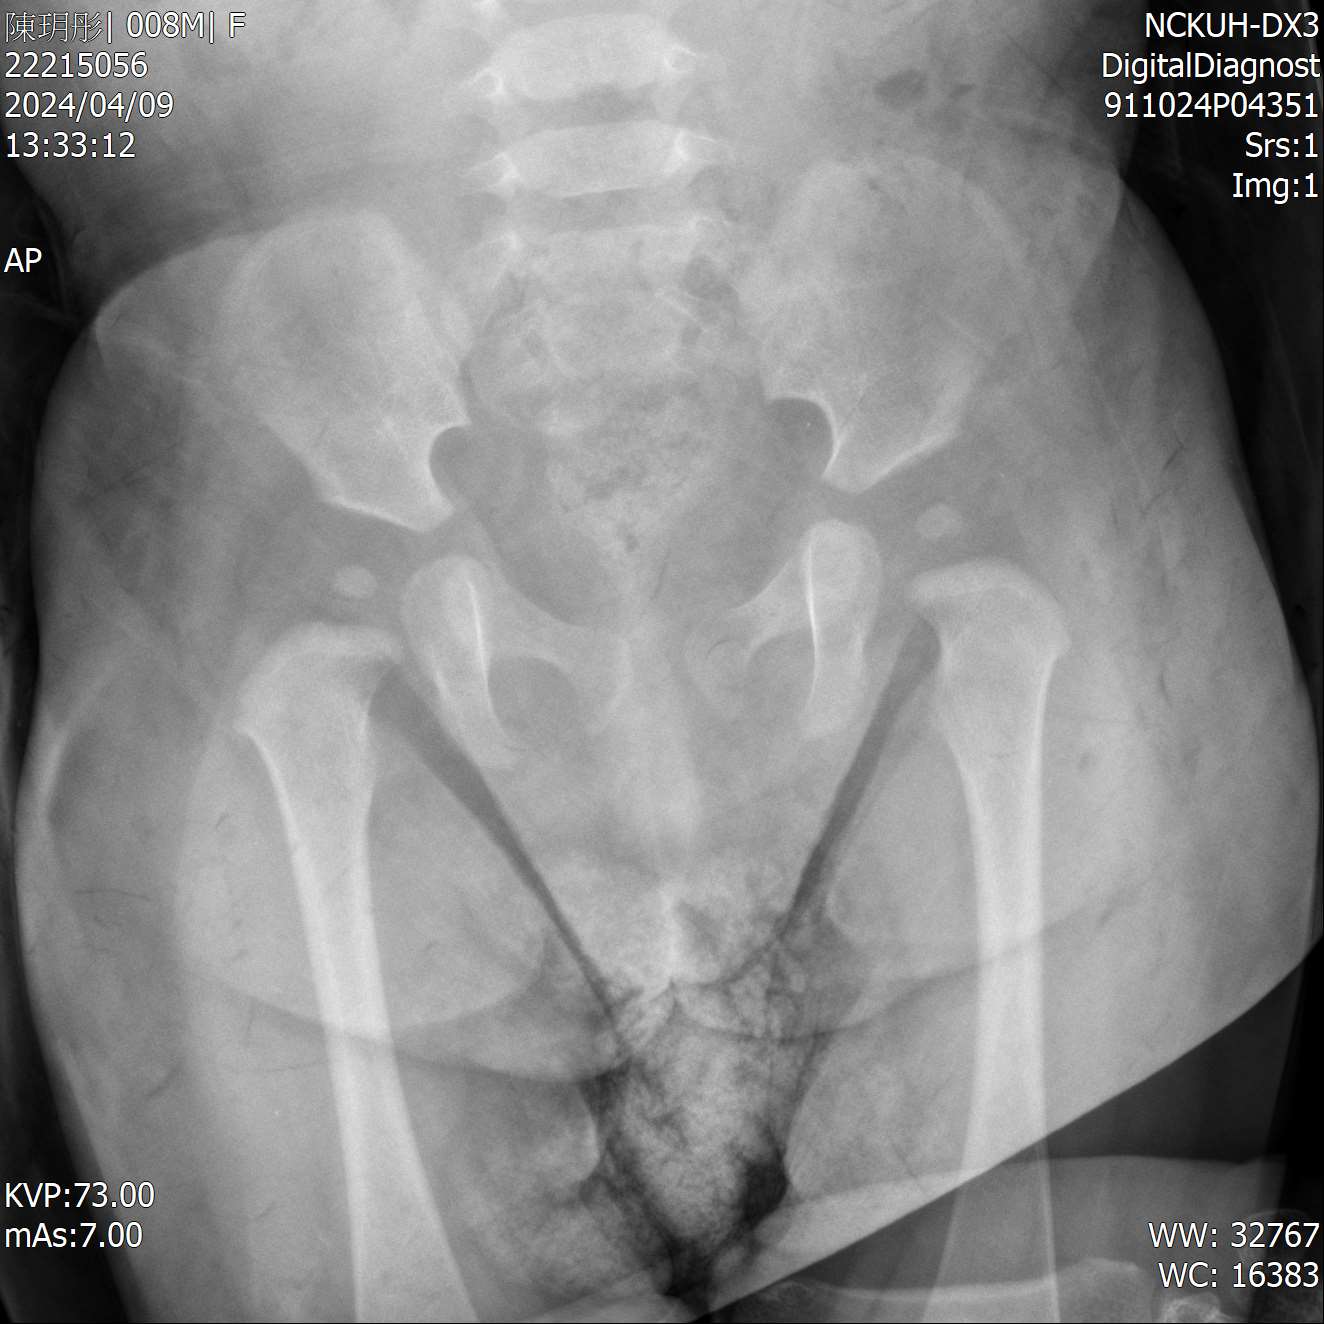 陳玥彤| 008M| F
22215056
2024/04/09
13:33:12
AP
NCKUH-DX3
DigitalDiagnost
911024P04351
Srs:1
Img:1
KVP:73.00
mAs:7.00
WW: 32767
WC: 16383